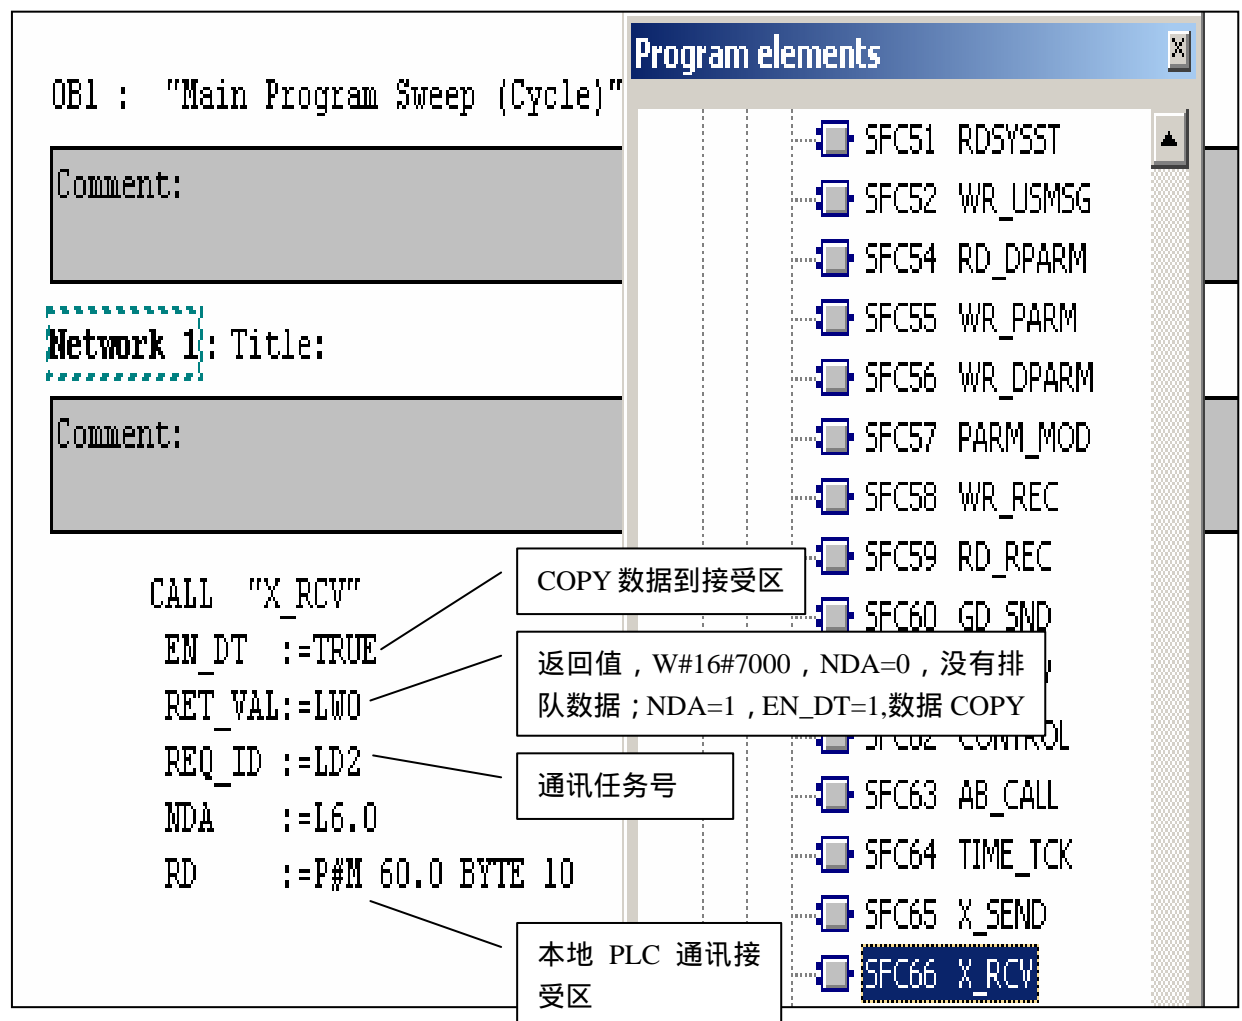 OB1 :  "Main Program Sweep (Cycle)"
Comment:
Network 1: Title:
Comment:
CALL  "X_RCV"
EN_DT  :=TRUE
RET_VAL:=LW0
REQ_ID :=LD2
NDA    :=L6.0
RD     :=P#M 60.0 BYTE 10
COPY 数据到接受区
返回值，W#16#7000，NDA=0，没有排
队数据；NDA=1，EN_DT=1,数据 COPY
通讯任务号
本地 PLC 通讯接
受区
Program elements
SFC51 RDSYSST
SFC52 WR_USMSG
SFC54 RD_DPARM
SFC55 WR_PARM
SFC56 WR_DPARM
SFC57 PARM_MOD
SFC58 WR_REC
SFC59 RD_REC
SFC60 GD_SND
SFC62 CONTROL
SFC63 AB_CALL
SFC64 TIME_TCK
SFC65 X_SEND
SFC66 X_RCV